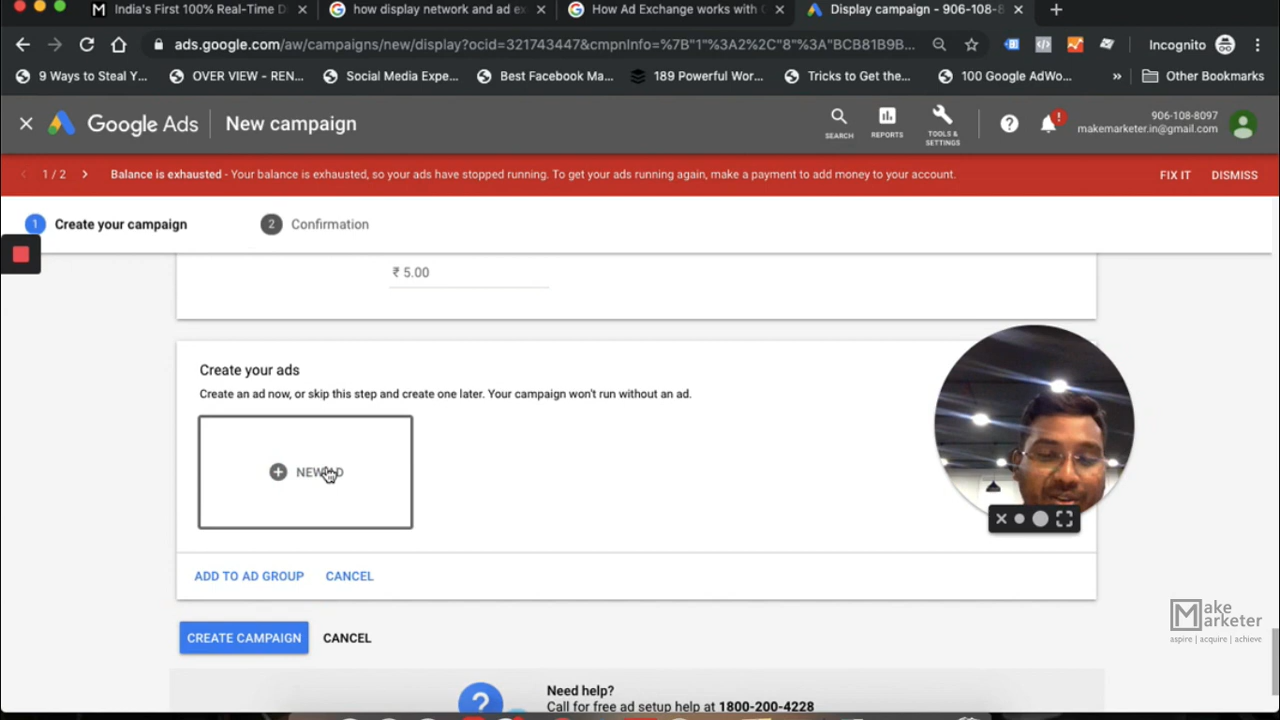 India's First 100% Real-Time D
how display network and ad ex
How Ad Exchange works with G
Display campaign - 906-108-8
ads.google.com/aw/campaigns/new/display?ocid=321743447&cmpnInfo=%7B"1"%3A2%2C"8"%3A"BCB81B9B...
Incognito
9 Ways to Steal Y...
OVER VIEW - REN...
Social Media Expe...
Best Facebook Ma...
189 Powerful Wor...
Tricks to Get the...
100 Google AdWo...
»
Other Bookmarks
Google Ads
New campaign
SEARCH
REPORTS
TOOLS &
SETTINGS
906-108-8097
makemarketer.in@gmail.com
1 / 2
Balance is exhausted - Your balance is exhausted, so your ads have stopped running. To get your ads running again, make a payment to add money to your account.
FIX IT
DISMISS
1 Create your campaign
2 Confirmation
₹ 5.00
Create your ads
Create an ad now, or skip this step and create one later. Your campaign won't run without an ad.
NEW AD
ADD TO AD GROUP
CANCEL
CREATE CAMPAIGN
CANCEL
Make
Marketer
aspire | acquire | achieve
Need help?
Call for free ad setup help at 1800-200-4228